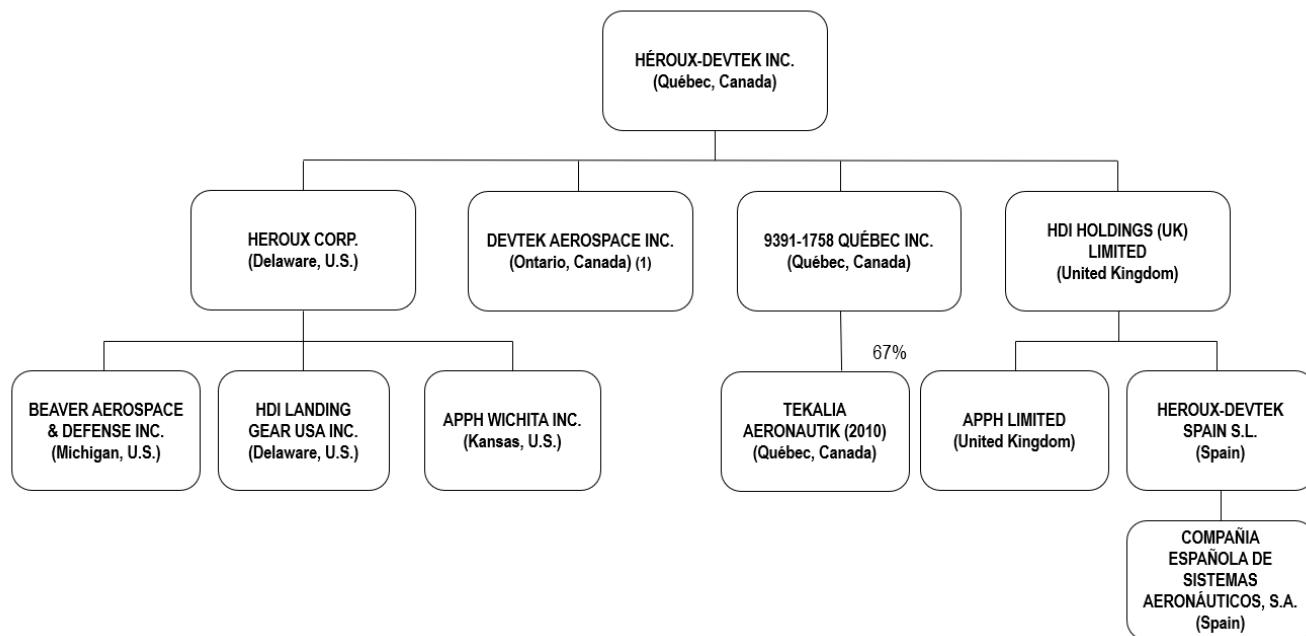 HÉROUX-DEVTEK INC.
(Québec, Canada)
HEROUX CORP.
(Delaware, U.S.)
DEVTEK AEROSPACE INC.
(Ontario, Canada) (1)
9391-1758 QUÉBEC INC.
(Québec, Canada)
HDI HOLDINGS (UK)
LIMITED
(United Kingdom)
67%
BEAVER AEROSPACE
& DEFENSE INC.
(Michigan, U.S.)
HDI LANDING
GEAR USA INC.
(Delaware, U.S.)
APPH WICHITA INC.
(Kansas, U.S.)
TEKALIA
AERONAUTIK (2010)
(Québec, Canada)
APPH LIMITED
(United Kingdom)
HEROUX-DEVTEK
SPAIN S.L.
(Spain)
COMPAÑIA
ESPAÑOLA DE
SISTEMAS
AERONÁUTICOS, S.A.
(Spain)